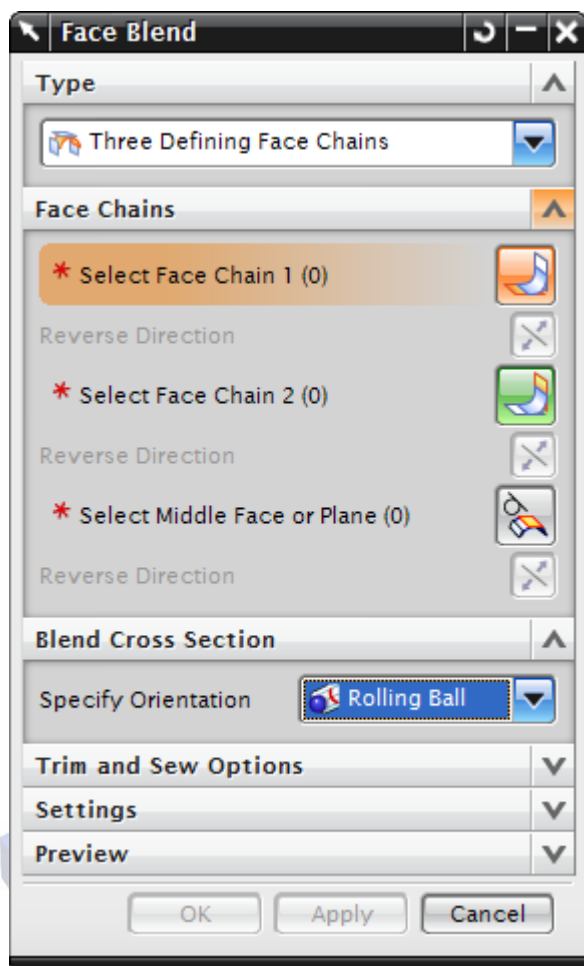 Face Blend
Type
Three Defining Face Chains
Face Chains
* Select Face Chain 1 (0)
Reverse Direction
* Select Face Chain 2 (0)
Reverse Direction
* Select Middle Face or Plane (0)
Reverse Direction
Blend Cross Section
Specify Orientation Rolling Ball
Trim and Sew Options
Settings
Preview
OK Apply Cancel